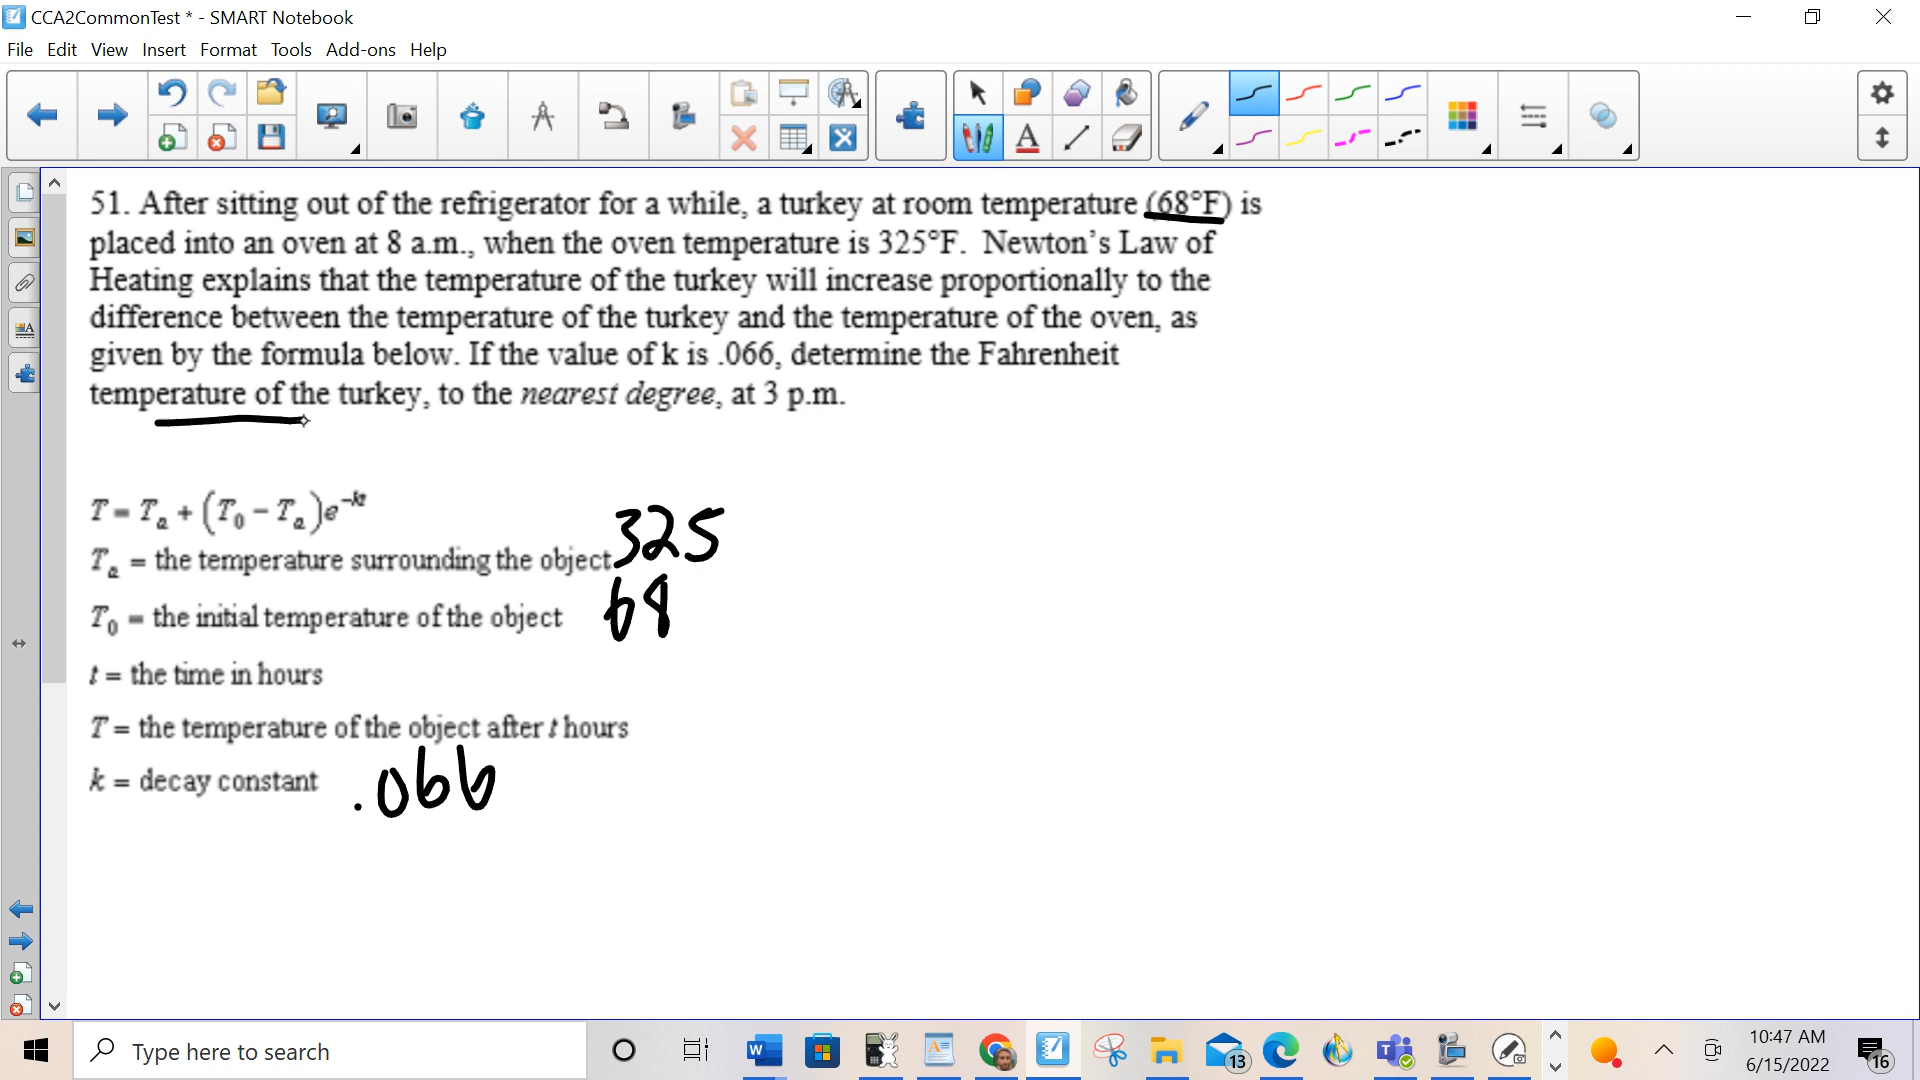 CCA2CommonTest * - SMART Notebook
File Edit View Insert Format Tools Add-ons Help
51. After sitting out of the refrigerator for a while, a turkey at room temperature (68°F) is
placed into an oven at 8 a.m., when the oven temperature is 325°F. Newton's Law of
Heating explains that the temperature of the turkey will increase proportionally to the
difference between the temperature of the turkey and the temperature of the oven, as
given by the formula below. If the value of k is .066, determine the Fahrenheit
temperature of the turkey, to the nearest degree, at 3 p.m.
T = Tₐ + (T₀ − Tₐ)e^−kt
Tₐ = the temperature surrounding the object 325
T₀ = the initial temperature of the object 68
t = the time in hours
T = the temperature of the object after t hours
k = decay constant .066
Type here to search
13
10:47 AM
6/15/2022
16